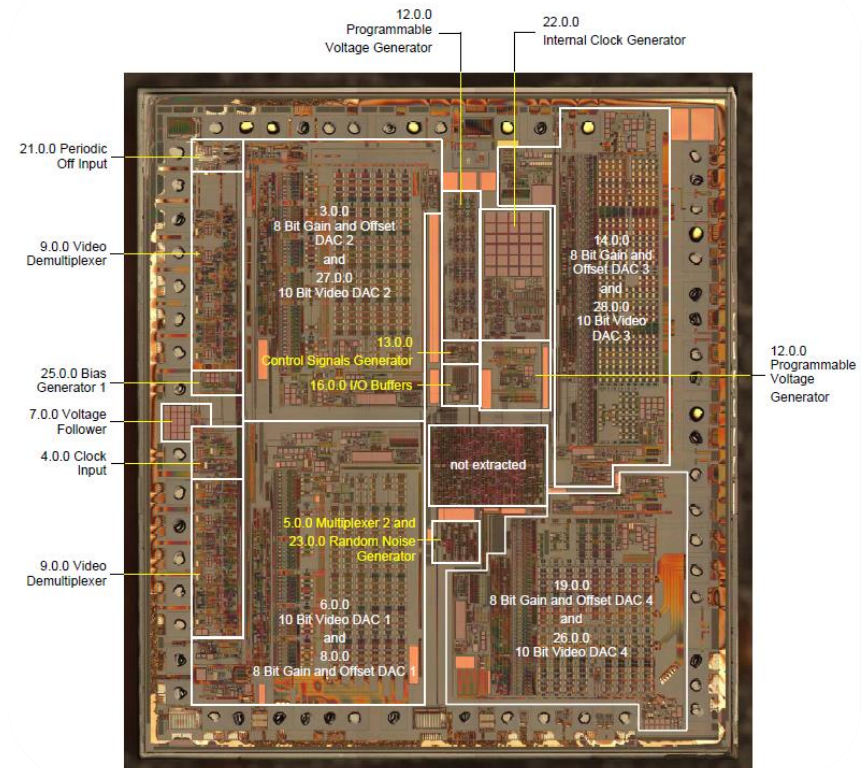 12.0.0
Programmable
Voltage Generator
22.0.0
Internal Clock Generator
21.0.0 Periodic
Off Input
9.0.0 Video
Demultiplexer
25.0.0 Bias
Generator 1
7.0.0 Voltage
Follower
4.0.0 Clock
Input
9.0.0 Video
Demultiplexer
3.0.0
8 Bit Gain and Offset
DAC 2
and
27.0.0
10 Bit Video DAC 2
13.0.0
Control Signals Generator
16.0.0 I/O Buffers
14.0.0
8 Bit Gain and
Offset DAC 3
and
28.0.0
10 Bit Video
DAC 3
12.0.0
Programmable
Voltage
Generator
not extracted
5.0.0 Multiplexer 2 and
23.0.0 Random Noise
Generator
6.0.0
10 Bit Video DAC 1
and
8.0.0
8 Bit Gain and Offset DAC 1
19.0.0
8 Bit Gain and Offset DAC 4
and
26.0.0
10 Bit Video DAC 4